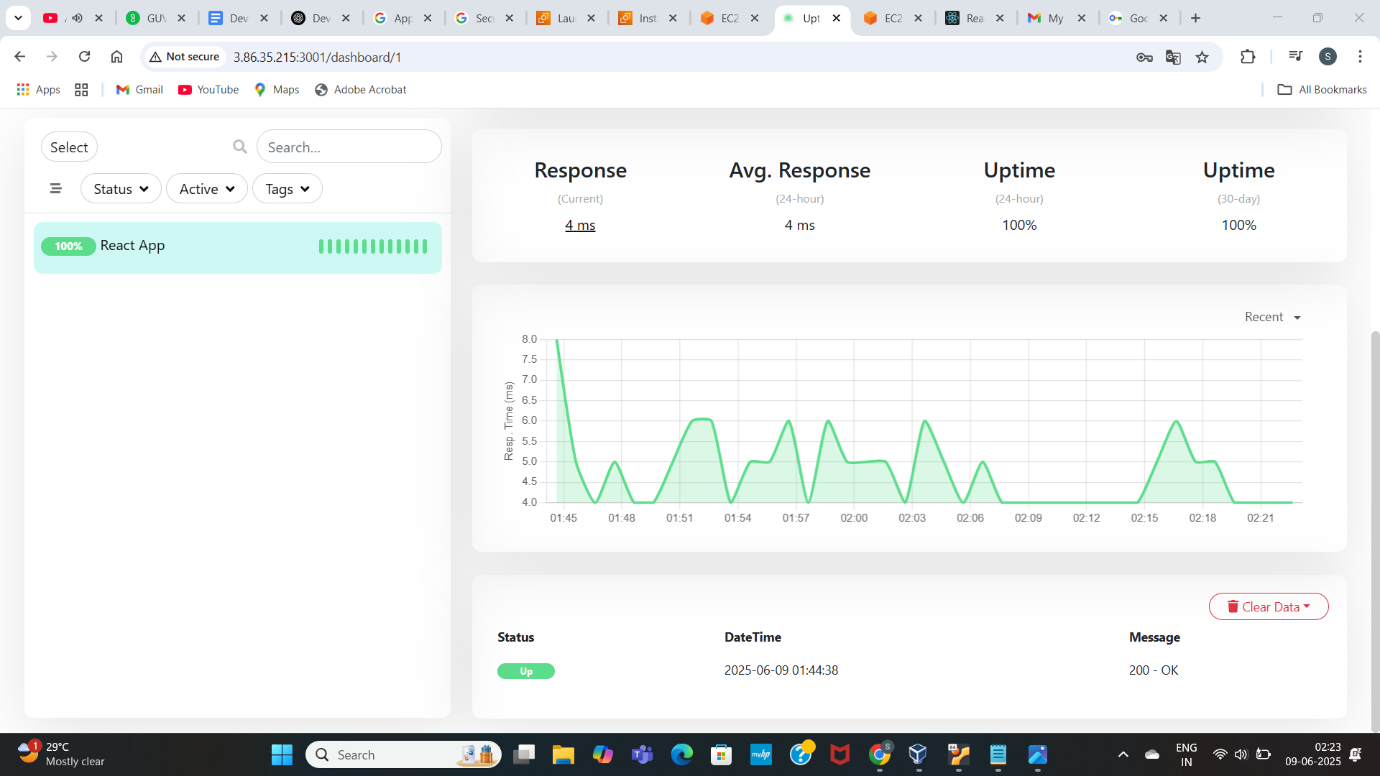 GUV
Dev
Dev
App
Sec
Lau
Inst
EC2
Upt
EC2
Rea
My
Goo
Not secure
3.86.35.215:3001/dashboard/1
S
Apps
Gmail
YouTube
Maps
Adobe Acrobat
All Bookmarks
Select
Search...
Status
Active
Tags
100%
React App
Response
Avg. Response
Uptime
Uptime
(Current)
(24-hour)
(24-hour)
(30-day)
4 ms
4 ms
100%
100%
Recent
Resp. Time (ms)
8.0
7.5
7.0
6.5
6.0
5.5
5.0
4.5
4.0
01:45
01:48
01:51
01:54
01:57
02:00
02:03
02:06
02:09
02:12
02:15
02:18
02:21
Clear Data
Status
DateTime
Message
Up
2025-06-09 01:44:38
200 - OK
1
29°C
Mostly clear
Search
ENG
IN
02:23
09-06-2025